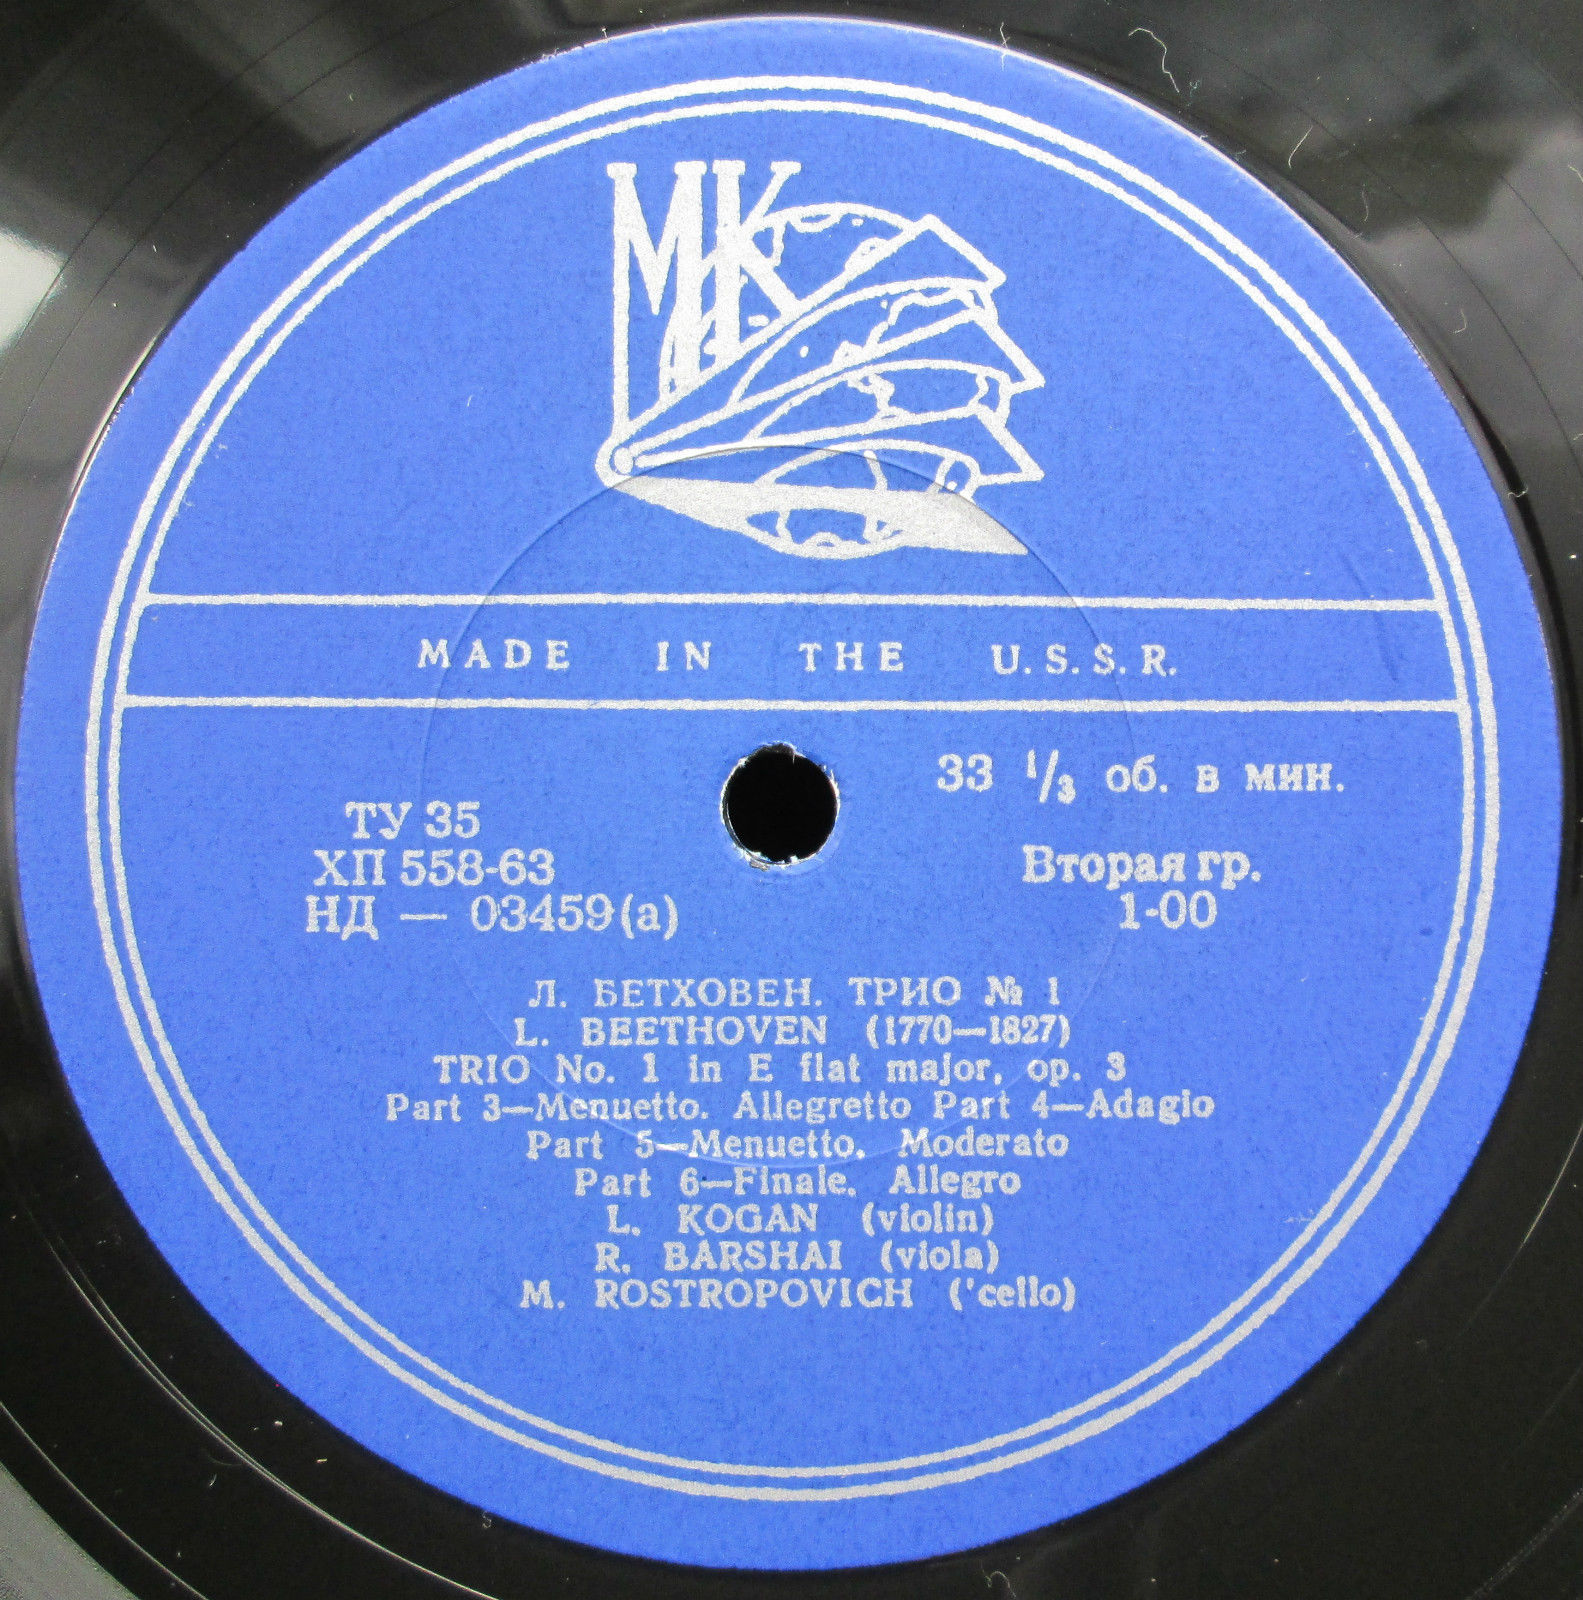 МК
MADE IN THE U.S.S.R.
33 1/3 об. в мин.
ТУ 35
ХП 558-63
НД — 03459(а)
Вторая гр.
1-00
Л. БЕТХОВЕН. ТРИО № 1
L. BEETHOVEN (1770—1827)
TRIO No. 1 in E flat major, op. 3
Part 3—Menuetto. Allegretto Part 4—Adagio
Part 5—Menuetto. Moderato
Part 6—Finale. Allegro
L. KOGAN (violin)
R. BARSHAI (viola)
M. ROSTROPOVICH ('cello)